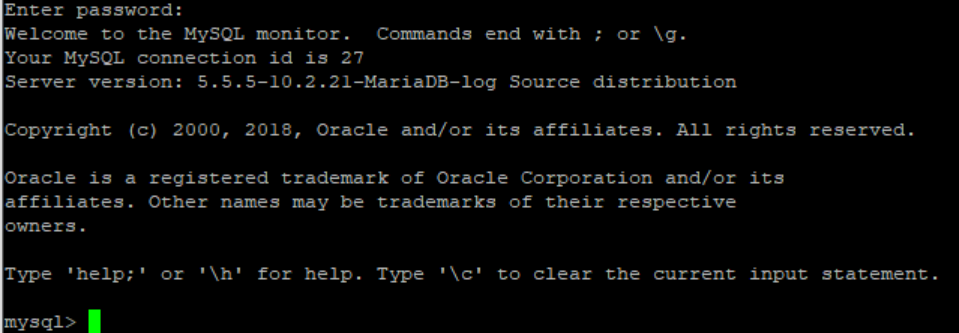 Enter password:
Welcome to the MySQL monitor.  Commands end with ; or \g.
Your MySQL connection id is 27
Server version: 5.5.5-10.2.21-MariaDB-log Source distribution
Copyright (c) 2000, 2018, Oracle and/or its affiliates. All rights reserved.
Oracle is a registered trademark of Oracle Corporation and/or its
affiliates. Other names may be trademarks of their respective
owners.
Type 'help;' or '\h' for help. Type '\c' to clear the current input statement.
mysql>